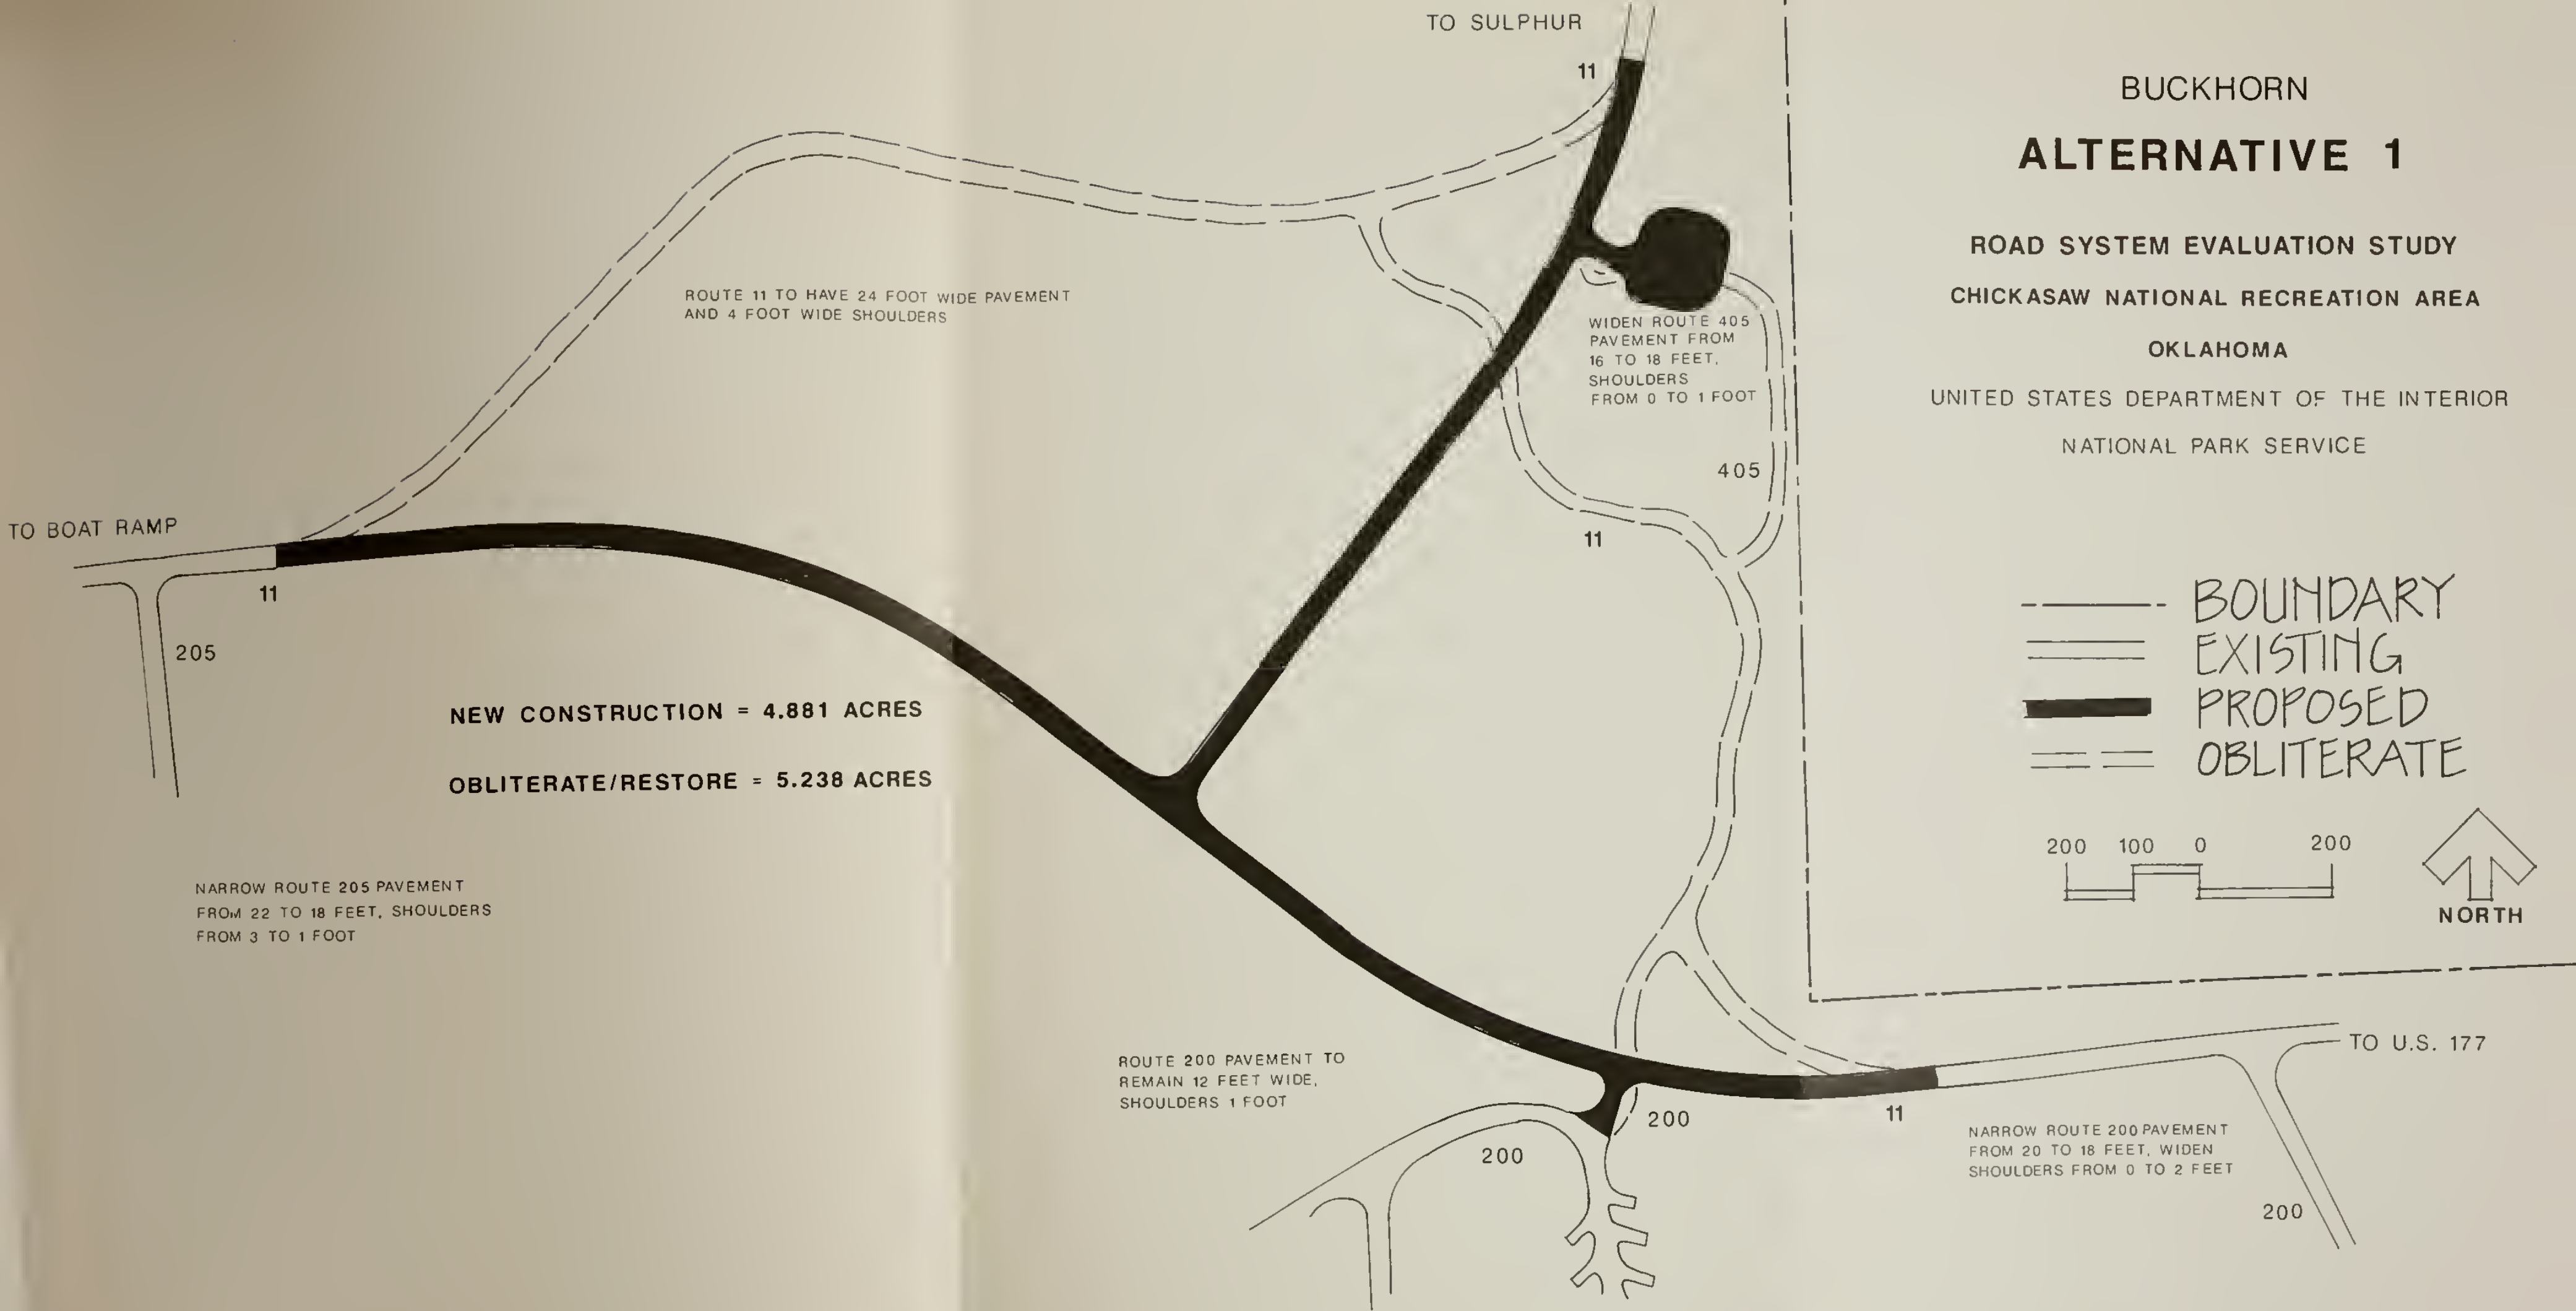 TO SULPHUR
11
ROUTE 11 TO HAVE 24 FOOT WIDE PAVEMENT
AND 4 FOOT WIDE SHOULDERS
WIDEN ROUTE 405
PAVEMENT FROM
16 TO 18 FEET,
SHOULDERS
FROM 0 TO 1 FOOT
405
11
TO BOAT RAMP
11
205
NEW CONSTRUCTION = 4.881 ACRES
OBLITERATE/RESTORE = 5.238 ACRES
NARROW ROUTE 205 PAVEMENT
FROM 22 TO 18 FEET, SHOULDERS
FROM 3 TO 1 FOOT
ROUTE 200 PAVEMENT TO
REMAIN 12 FEET WIDE,
SHOULDERS 1 FOOT
200
200
11
TO U.S. 177
NARROW ROUTE 200 PAVEMENT
FROM 20 TO 18 FEET, WIDEN
SHOULDERS FROM 0 TO 2 FEET
200
BUCKHORN
ALTERNATIVE 1
ROAD SYSTEM EVALUATION STUDY
CHICKASAW NATIONAL RECREATION AREA
OKLAHOMA
UNITED STATES DEPARTMENT OF THE INTERIOR
NATIONAL PARK SERVICE
BOUNDARY
EXISTING
PROPOSED
OBLITERATE
200 100 0 200
NORTH